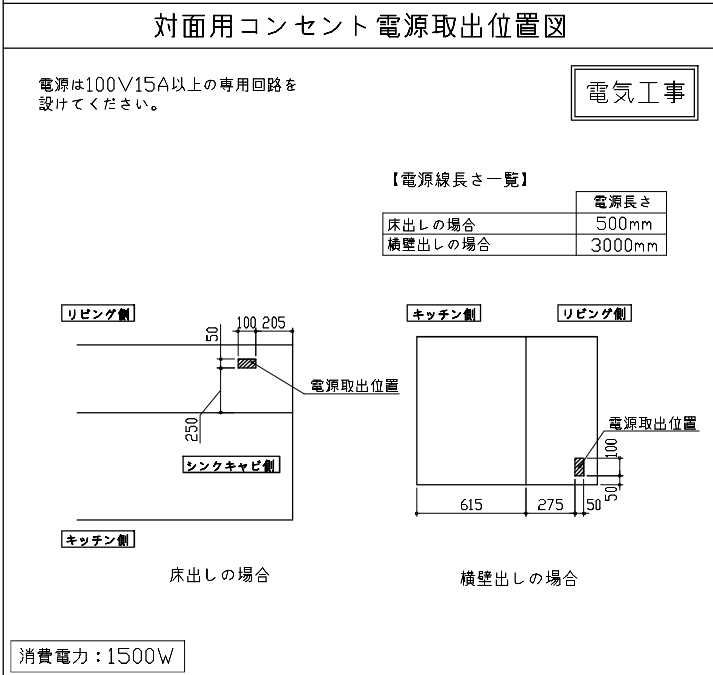 対面用コンセント電源取出位置図
電源は100V15A以上の専用回路を
設けてください。
電気工事
【電源線長さ一覧】
電源長さ
床出しの場合 500mm
横壁出しの場合 3000mm
リビング側
50
100 205
電源取出位置
250
シンクキャビ側
キッチン側
床出しの場合
キッチン側 リビング側
電源取出位置
100
50
615 275 50
横壁出しの場合
消費電力：1500W